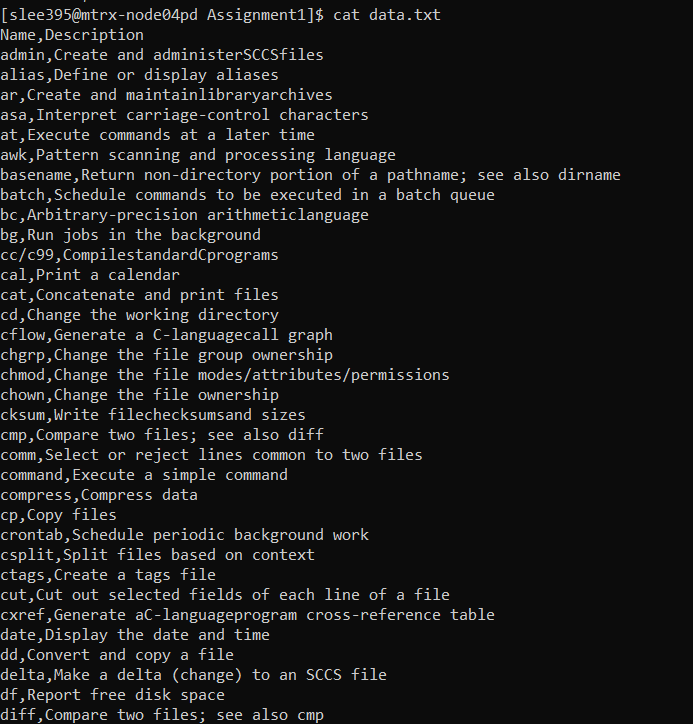 [slee395@mtrx-node04pd Assignment1]$ cat data.txt
Name,Description
admin,Create and administerSCCSfiles
alias,Define or display aliases
ar,Create and maintainlibraryarchives
asa,Interpret carriage-control characters
at,Execute commands at a later time
awk,Pattern scanning and processing language
basename,Return non-directory portion of a pathname; see also dirname
batch,Schedule commands to be executed in a batch queue
bc,Arbitrary-precision arithmeticlanguage
bg,Run jobs in the background
cc/c99,CompilestandardCprograms
cal,Print a calendar
cat,Concatenate and print files
cd,Change the working directory
cflow,Generate a C-languagecall graph
chgrp,Change the file group ownership
chmod,Change the file modes/attributes/permissions
chown,Change the file ownership
cksum,Write filechecksumsand sizes
cmp,Compare two files; see also diff
comm,Select or reject lines common to two files
command,Execute a simple command
compress,Compress data
cp,Copy files
crontab,Schedule periodic background work
csplit,Split files based on context
ctags,Create a tags file
cut,Cut out selected fields of each line of a file
cxref,Generate aC-languageprogram cross-reference table
date,Display the date and time
dd,Convert and copy a file
delta,Make a delta (change) to an SCCS file
df,Report free disk space
diff,Compare two files; see also cmp